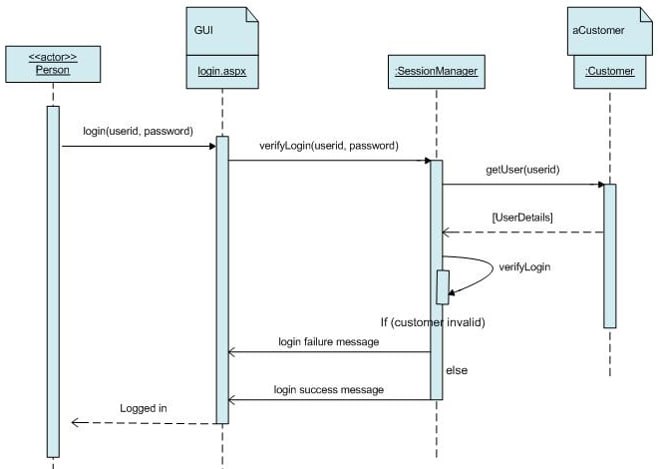 GUI
aCustomer
<<actor>>
Person
login.aspx
:SessionManager
:Customer
login(userid, password)
verifyLogin(userid, password)
getUser(userid)
[UserDetails]
verifyLogin
If (customer invalid)
login failure message
else
login success message
Logged in